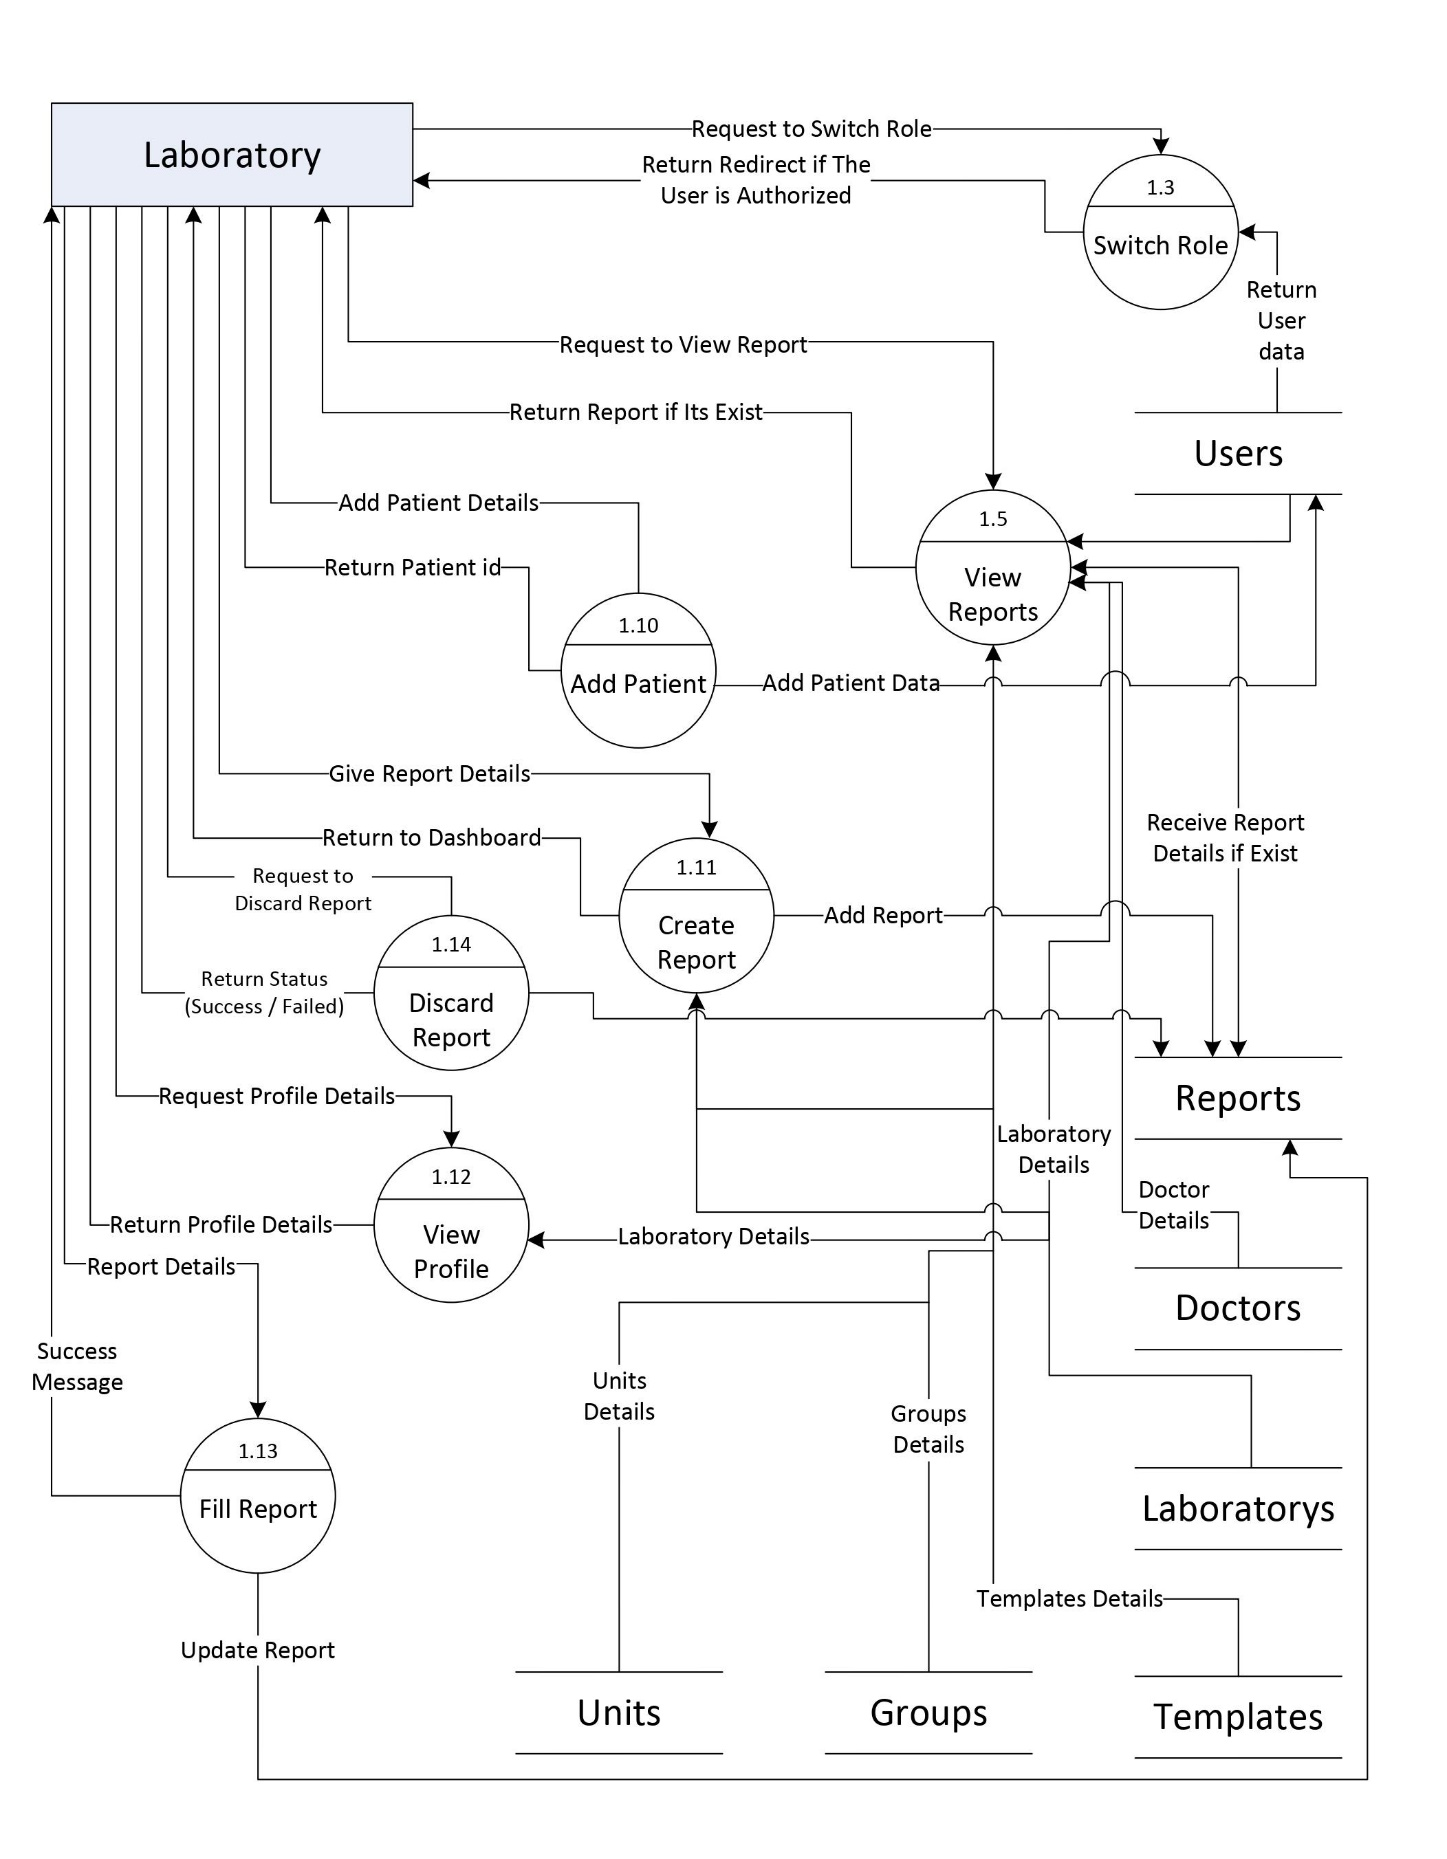 Laboratory
Request to Switch Role
Return Redirect if The
User is Authorized
1.3
Switch Role
Return
User
data
Request to View Report
Return Report if Its Exist
Users
Add Patient Details
1.5
View
Reports
Return Patient id
1.10
Add Patient
Add Patient Data
Give Report Details
Return to Dashboard
Receive Report
Details if Exist
1.11
Create
Report
Add Report
Request to
Discard Report
1.14
Discard
Report
Return Status
(Success / Failed)
Request Profile Details
Reports
Laboratory
Details
1.12
View
Profile
Return Profile Details
Laboratory Details
Doctor
Details
Report Details
Doctors
Success
Message
Units
Details
Groups
Details
1.13
Fill Report
Laboratorys
Templates Details
Update Report
Units
Groups
Templates